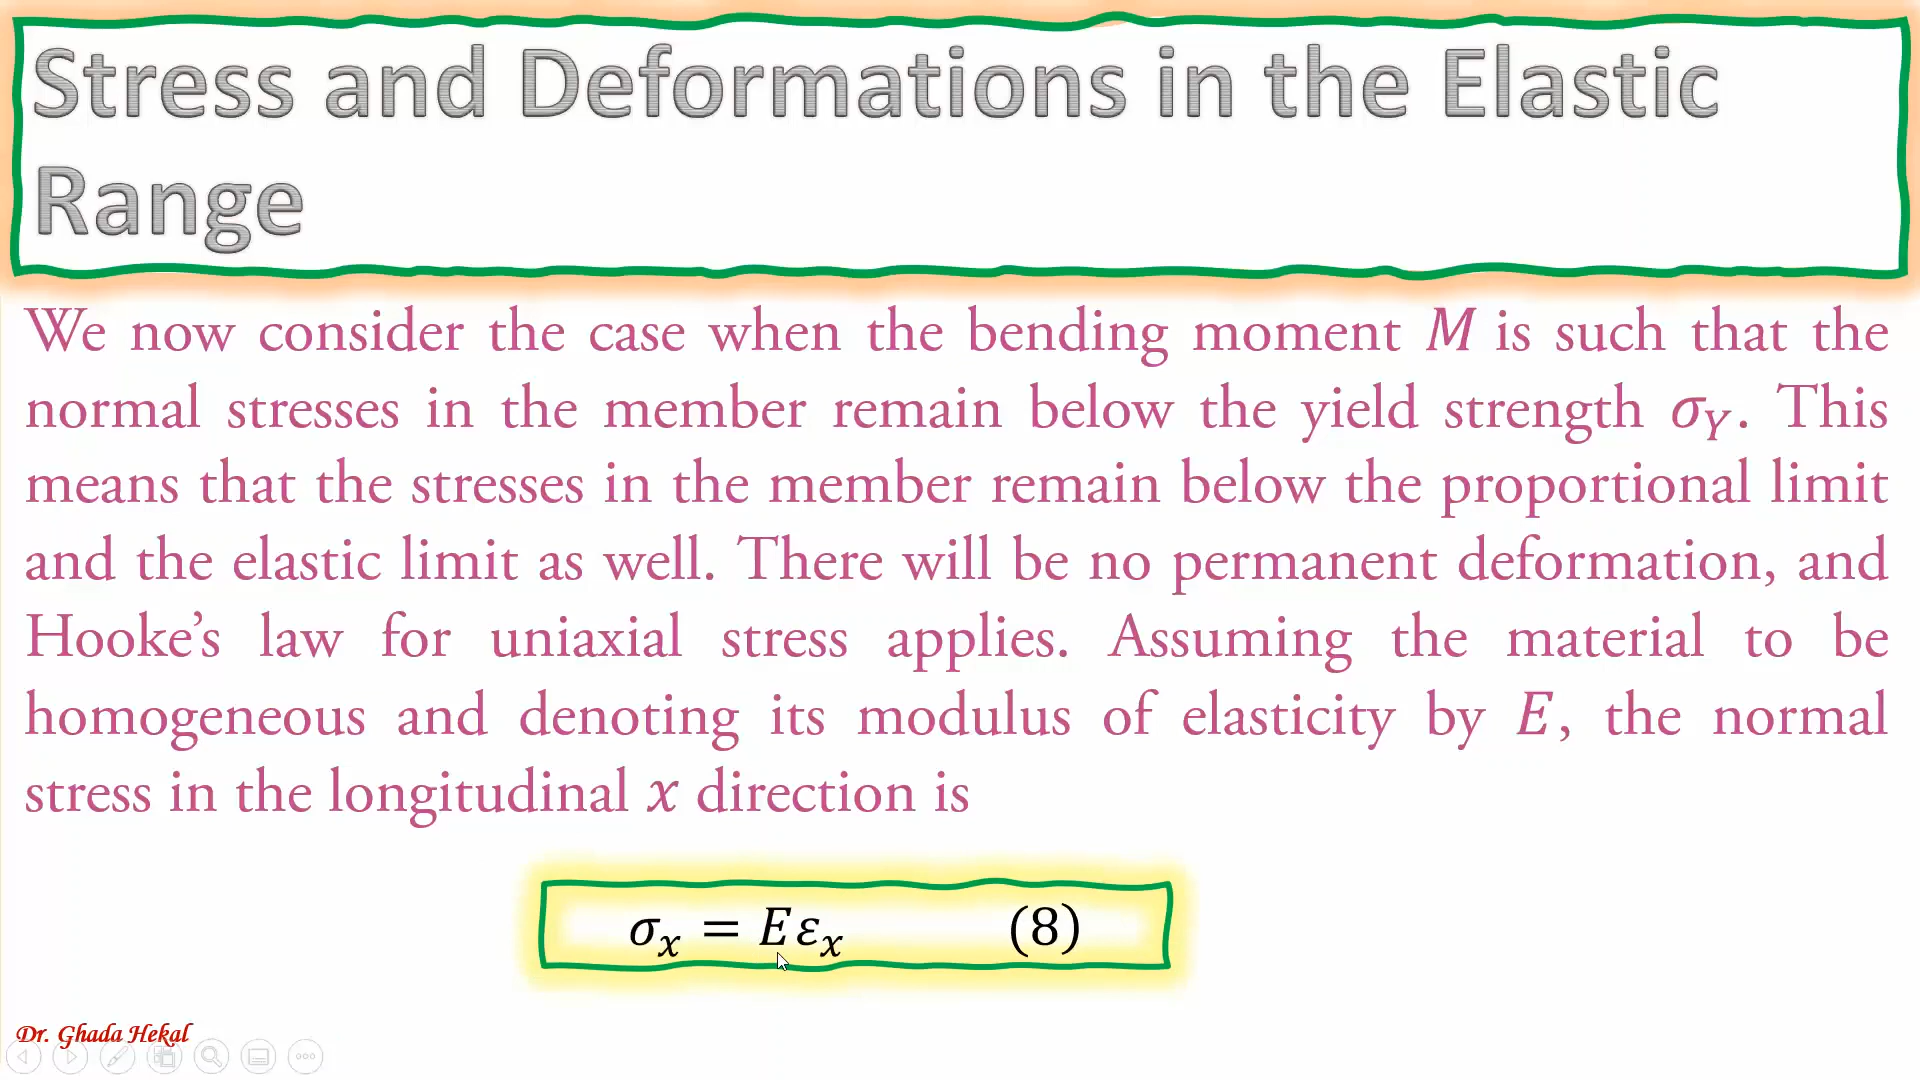 Stress and Deformations in the Elastic
Range
We now consider the case when the bending moment M is such that the
normal stresses in the member remain below the yield strength σ_Y. This
means that the stresses in the member remain below the proportional limit
and the elastic limit as well. There will be no permanent deformation, and
Hooke’s law for uniaxial stress applies. Assuming the material to be
homogeneous and denoting its modulus of elasticity by E, the normal
stress in the longitudinal x direction is
σ_x = Eε_x (8)
Dr. Ghada Hekal